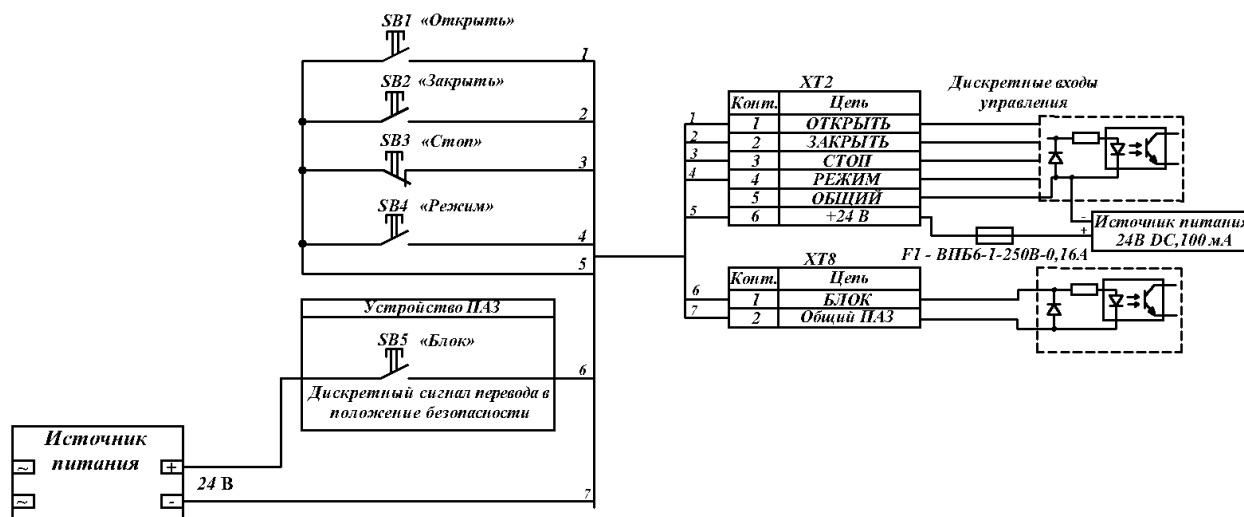 SB1 «Открыть»
1
SB2 «Закрыть»
2
SB3 «Стоп»
3
SB4 «Режим»
4
5
Устройство ПАЗ
SB5 «Блок»
6
Дискретный сигнал перевода в
положение безопасности
Источник
питания
~ +
24 В
~ -
7
XT2
Конт. Цепь
1 1 ОТКРЫТЬ
2 2 ЗАКРЫТЬ
3 3 СТОП
4 4 РЕЖИМ
5 ОБЩИЙ
5 6 +24 В
Дискретные входы
управления
-
+
Источник питания
24В DC,100 мА
F1 - ВПБ6-1-250В-0,16А
XT8
Конт. Цепь
6 1 БЛОК
7 2 Общий ПАЗ